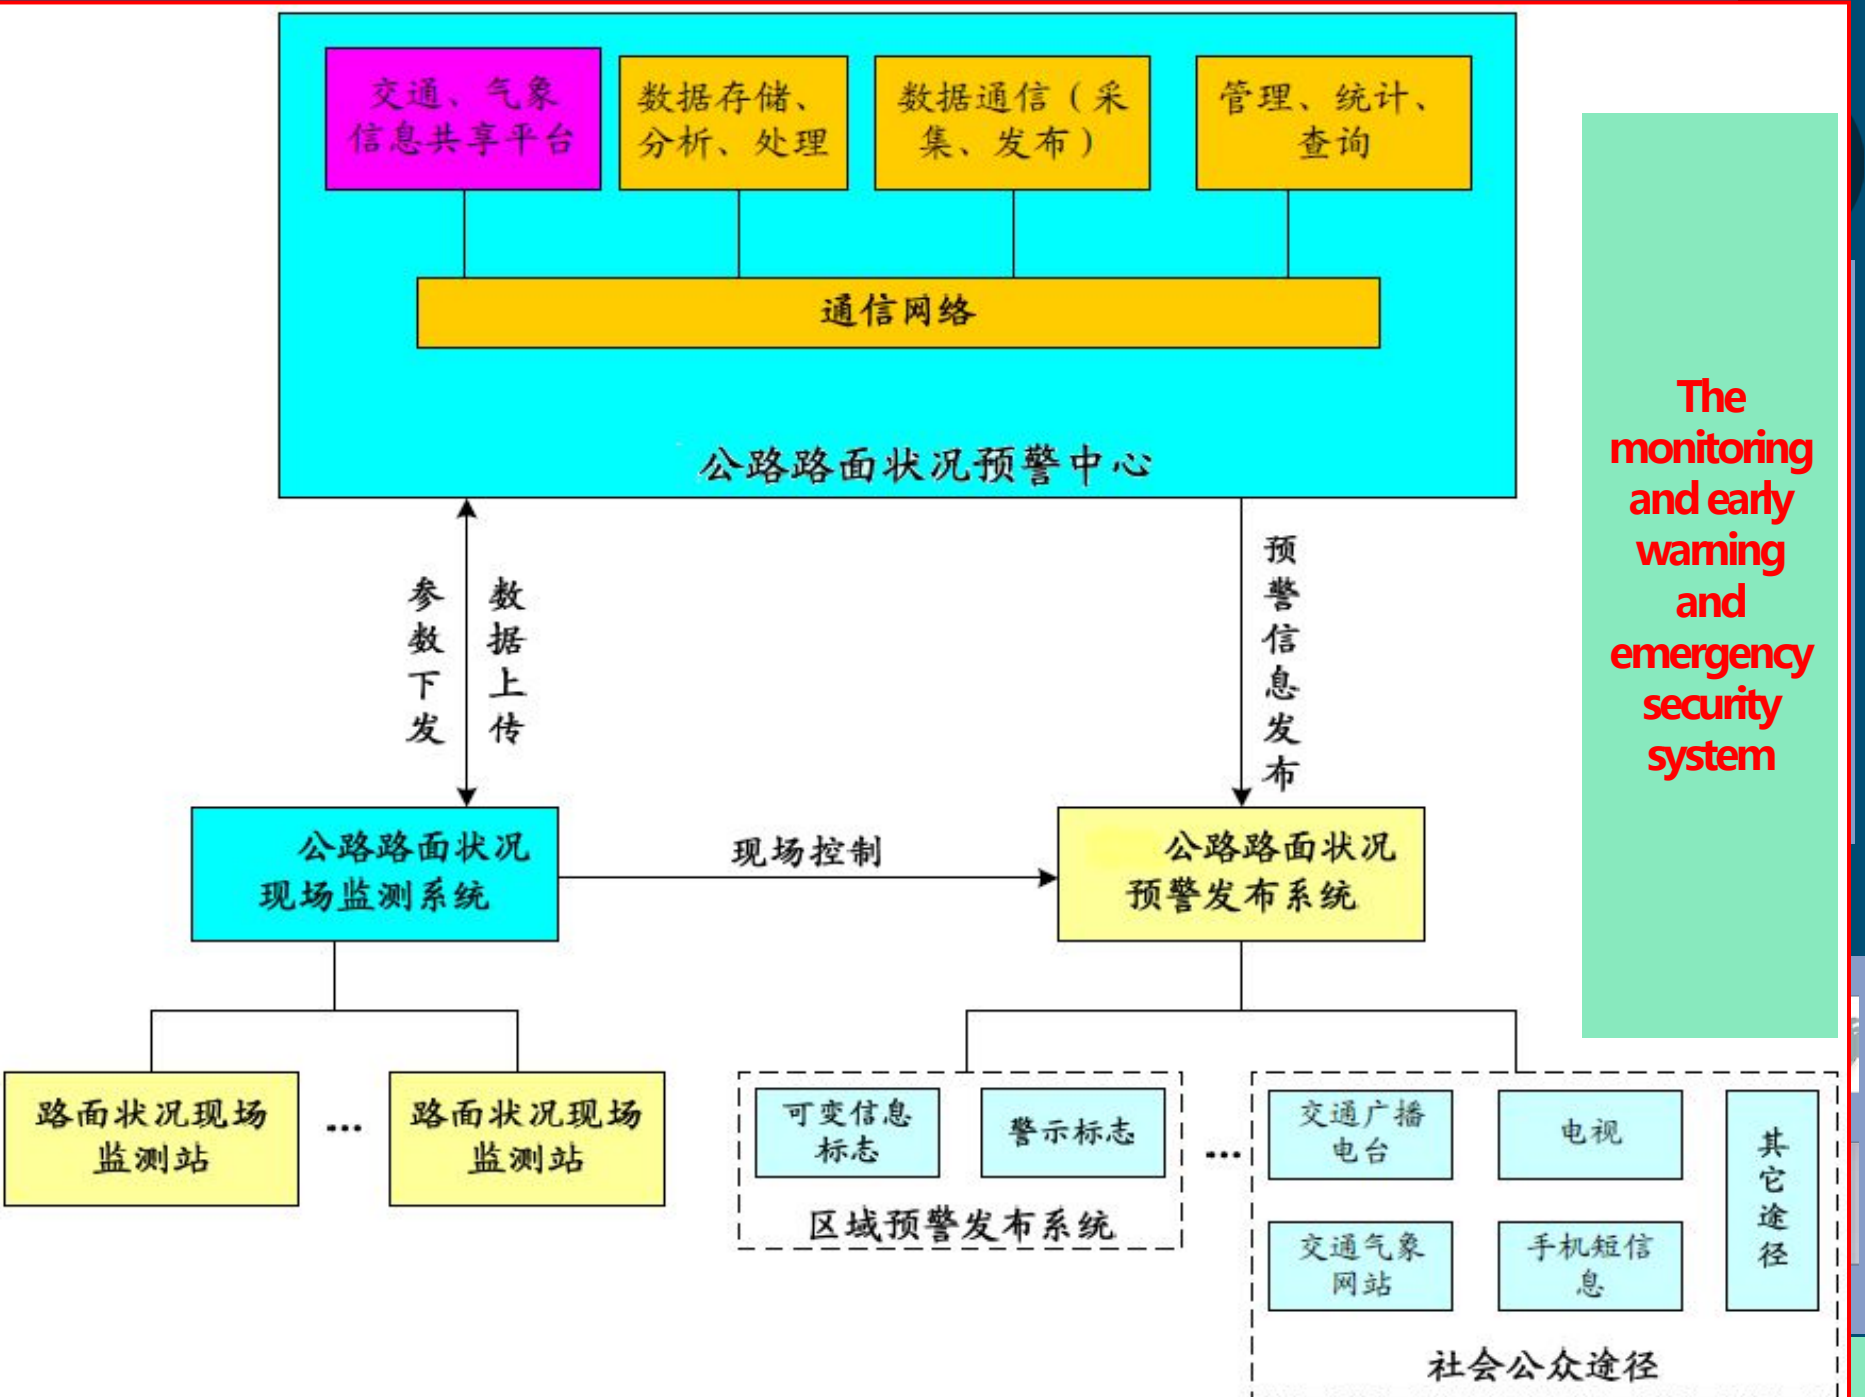 交通、气象
信息共享平台
数据存储、
分析、处理
数据通信（采
集、发布）
管理、统计、
查询
通信网络
公路路面状况预警中心
参数下发
数据上传
预警信息发布
公路路面状况
现场监测系统
现场控制
公路路面状况
预警发布系统
路面状况现场
监测站
...
路面状况现场
监测站
可变信息
标志
警示标志
区域预警发布系统
...
交通广播
电台
电视
其它途径
交通气象
网站
手机短信
息
社会公众途径
The
monitoring
and early
warning
and
emergency
security
system